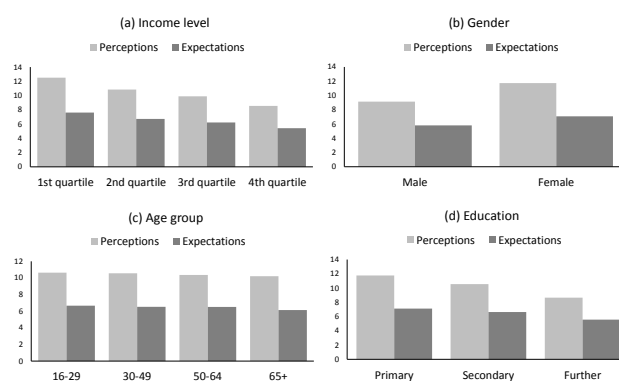 (a) Income level
Perceptions Expectations
14
12
10
8
6
4
2
0
1st quartile 2nd quartile 3rd quartile 4th quartile
(b) Gender
Perceptions Expectations
14
12
10
8
6
4
2
0
Male Female
(c) Age group
Perceptions Expectations
12
10
8
6
4
2
0
16-29 30-49 50-64 65+
(d) Education
Perceptions Expectations
14
12
10
8
6
4
2
0
Primary Secondary Further